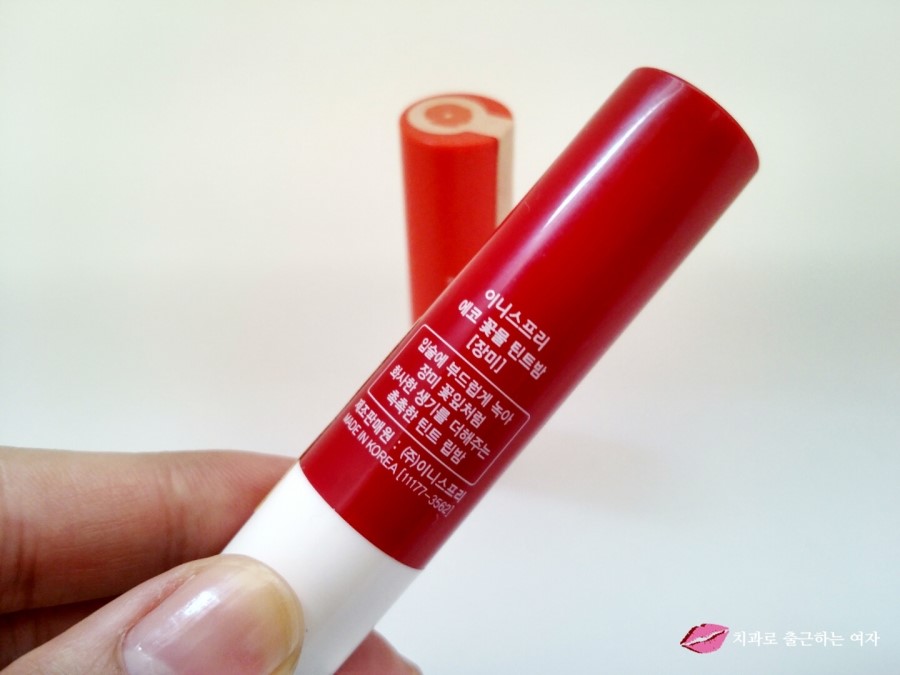 이니스프리
에코 꽃물 틴트밤
[장미]
입술에 부드럽게 녹아
장미 꽃잎처럼
화사한 생기를 더해주는
촉촉한 틴트 립밤
제조판매원 : (주)이니스프리
MADE IN KOREA [11177-3562]
치과로 출근하는 여자